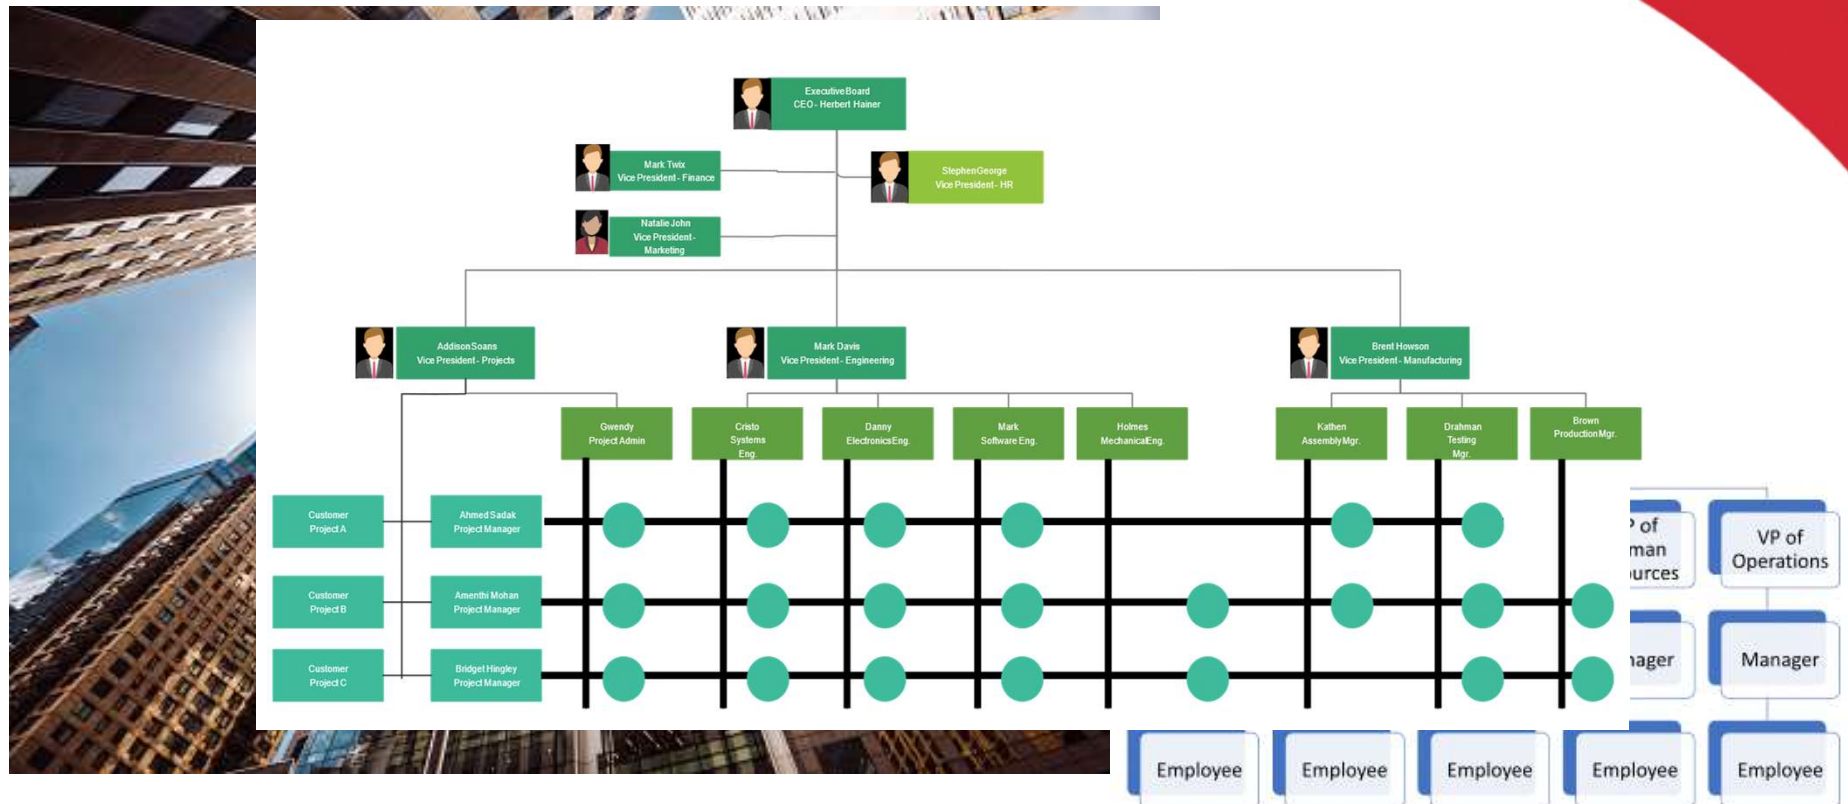 Executive Board
CEO - Herbert Hainer
Mark Twix
Vice President - Finance
Stephen George
Vice President - HR
Natalie John
Vice President -
Marketing
Addison Soans
Vice President - Projects
Mark Davis
Vice President - Engineering
Brent Howson
Vice President - Manufacturing
Gwendy
Project Admin
Cristo
Systems
Eng.
Danny
Electronics Eng.
Mark
Software Eng.
Holmes
Mechanical Eng.
Kathen
Assembly Mgr.
Drahman
Testing
Mgr.
Brown
Production Mgr.
Customer
Project A
Ahmed Sadak
Project Manager
Customer
Project B
Amenthi Mohan
Project Manager
Customer
Project C
Bridget Hingley
Project Manager
of
VP of
Operations
Manager
Employee
Employee
Employee
Employee
Employee